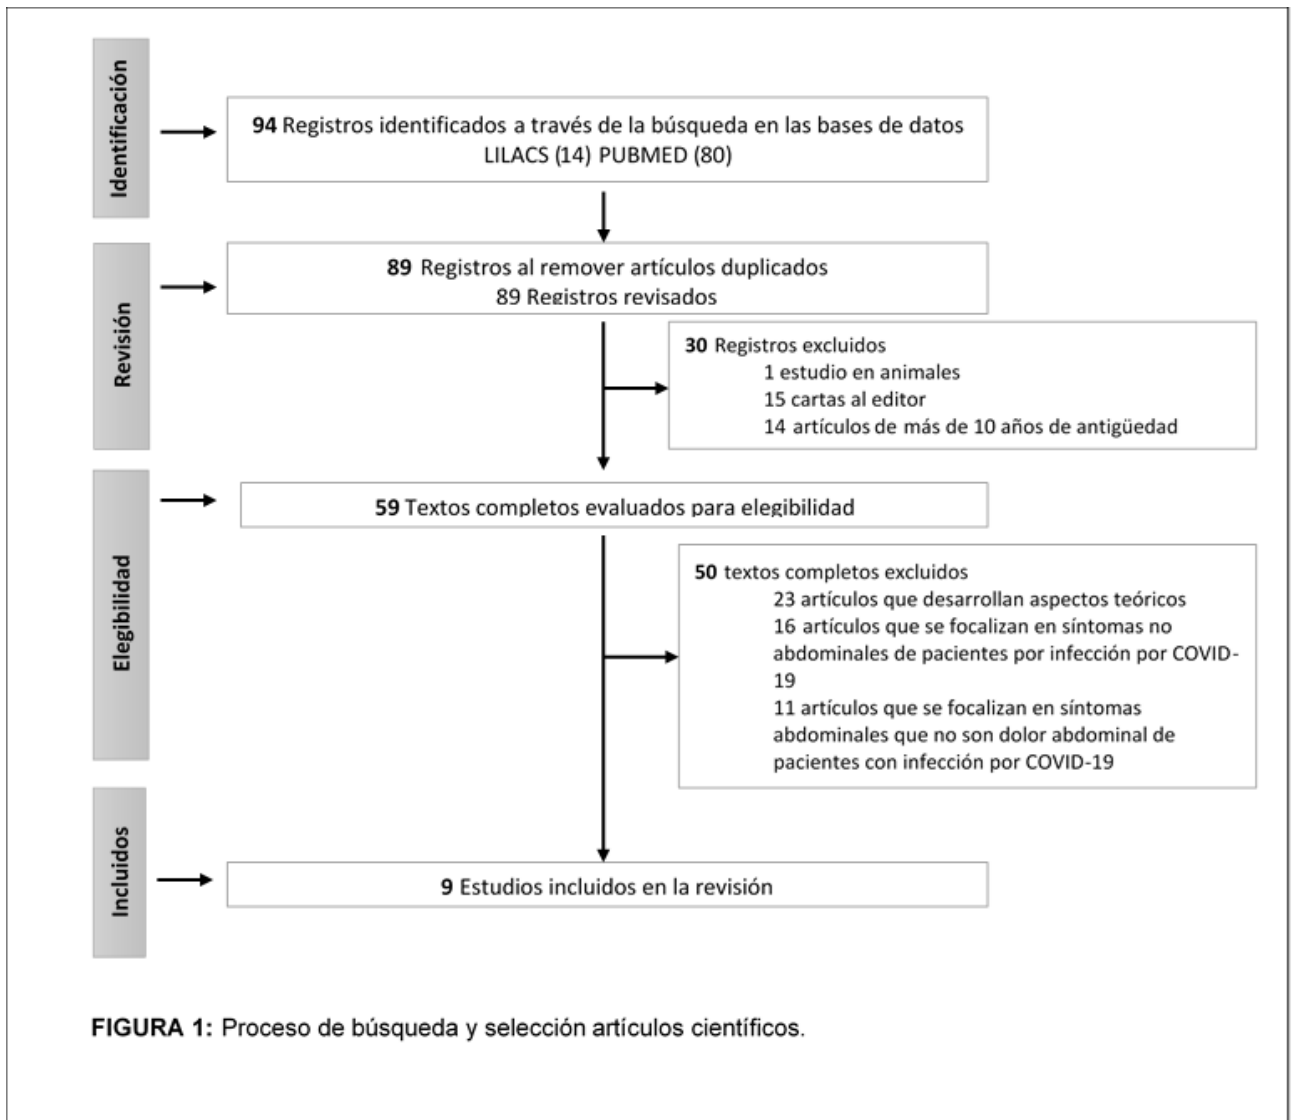 Identificación
94 Registros identificados a través de la búsqueda en las bases de datos
LILACS (14) PUBMED (80)
Revisión
89 Registros al remover artículos duplicados
89 Registros revisados
30 Registros excluidos
1 estudio en animales
15 cartas al editor
14 artículos de más de 10 años de antigüedad
Elegibilidad
59 Textos completos evaluados para elegibilidad
50 textos completos excluidos
23 artículos que desarrollan aspectos teóricos
16 artículos que se focalizan en síntomas no
abdominales de pacientes por infección por COVID-
19
11 artículos que se focalizan en síntomas
abdominales que no son dolor abdominal de
pacientes con infección por COVID-19
Incluidos
9 Estudios incluidos en la revisión
FIGURA 1: Proceso de búsqueda y selección artículos científicos.